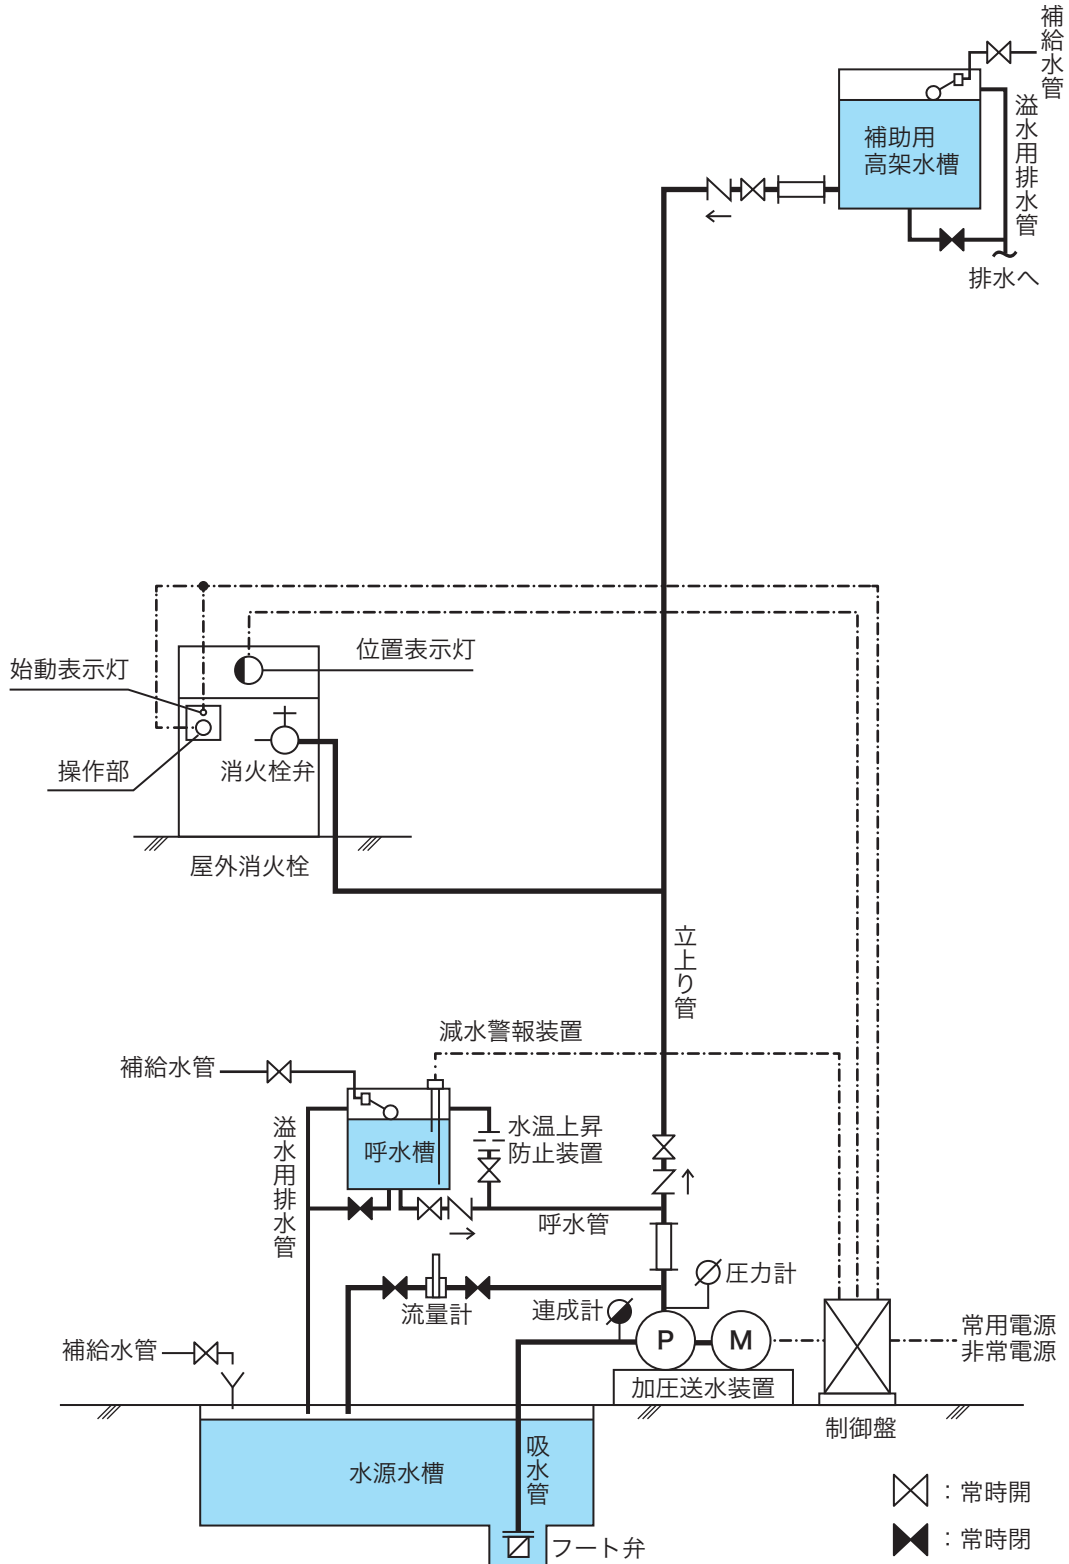 補給水管
溢水用排水管
補助用
高架水槽
排水へ
位置表示灯
始動表示灯
操作部
消火栓弁
屋外消火栓
立上り管
減水警報装置
補給水管
溢水用排水管
呼水槽
水温上昇
防止装置
呼水管
流量計
圧力計
連成計
P
M
加圧送水装置
常用電源
非常電源
制御盤
補給水管
水源水槽
吸水管
フート弁
：常時開
：常時閉